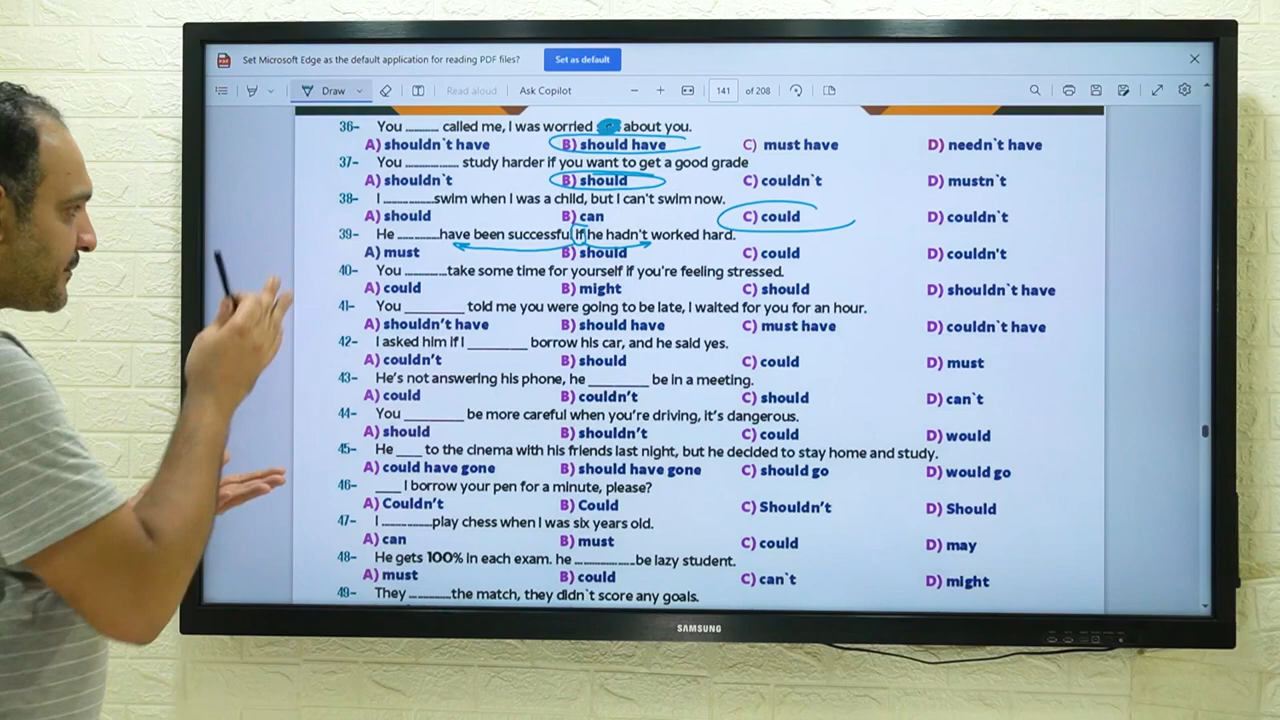 Set Microsoft Edge as the default application for reading PDF files? Set as default
Draw Read aloud Ask Copilot 141 of 208
36- You ........... called me, I was worried about you.
A) shouldn`t have B) should have C) must have D) needn`t have
37- You ................ study harder if you want to get a good grade
A) shouldn`t B) should C) couldn`t D) mustn`t
38- I ................swim when I was a child, but I can't swim now.
A) should B) can C) could D) couldn`t
39- He .............have been successful if he hadn't worked hard.
A) must B) should C) could D) couldn't
40- You .............take some time for yourself if you're feeling stressed.
A) could B) might C) should D) shouldn`t have
41- You ________ told me you were going to be late, I waited for you for an hour.
A) shouldn't have B) should have C) must have D) couldn`t have
42- I asked him if I ________ borrow his car, and he said yes.
A) couldn't B) should C) could D) must
43- He's not answering his phone, he ________ be in a meeting.
A) could B) couldn't C) should D) can`t
44- You ________ be more careful when you're driving, it's dangerous.
A) should B) shouldn't C) could D) would
45- He ____ to the cinema with his friends last night, but he decided to stay home and study.
A) could have gone B) should have gone C) should go D) would go
46- ____ I borrow your pen for a minute, please?
A) Couldn't B) Could C) Shouldn't D) Should
47- I ...............play chess when I was six years old.
A) can B) must C) could D) may
48- He gets 100% in each exam. he ..................be lazy student.
A) must B) could C) can`t D) might
49- They .............the match, they didn`t score any goals.
SAMSUNG